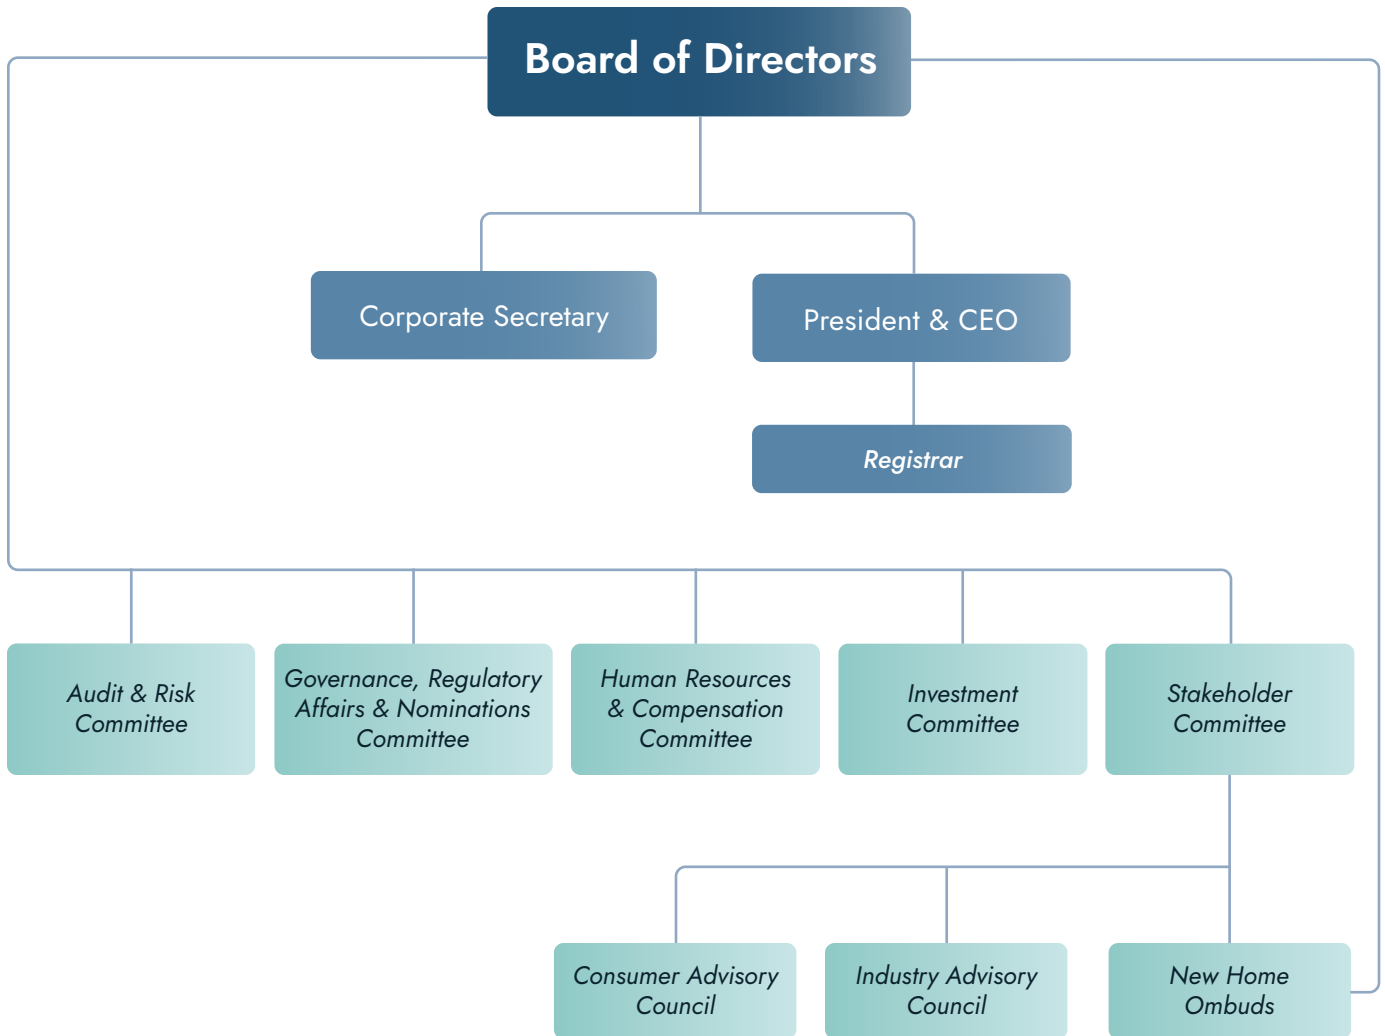 Board of Directors
Corporate Secretary
President & CEO
Registrar
Audit & Risk
Committee
Governance, Regulatory
Affairs & Nominations
Committee
Human Resources
& Compensation
Committee
Investment
Committee
Stakeholder
Committee
Consumer Advisory
Council
Industry Advisory
Council
New Home
Ombuds